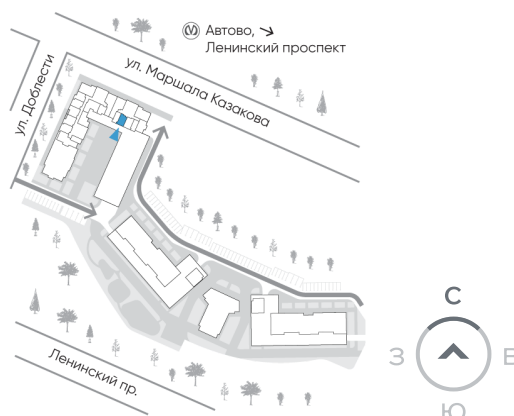 Автово,
Ленинский проспект
ул. Маршала Казакова
ул. Доблести
Ленинский пр.
С
З
В
Ю